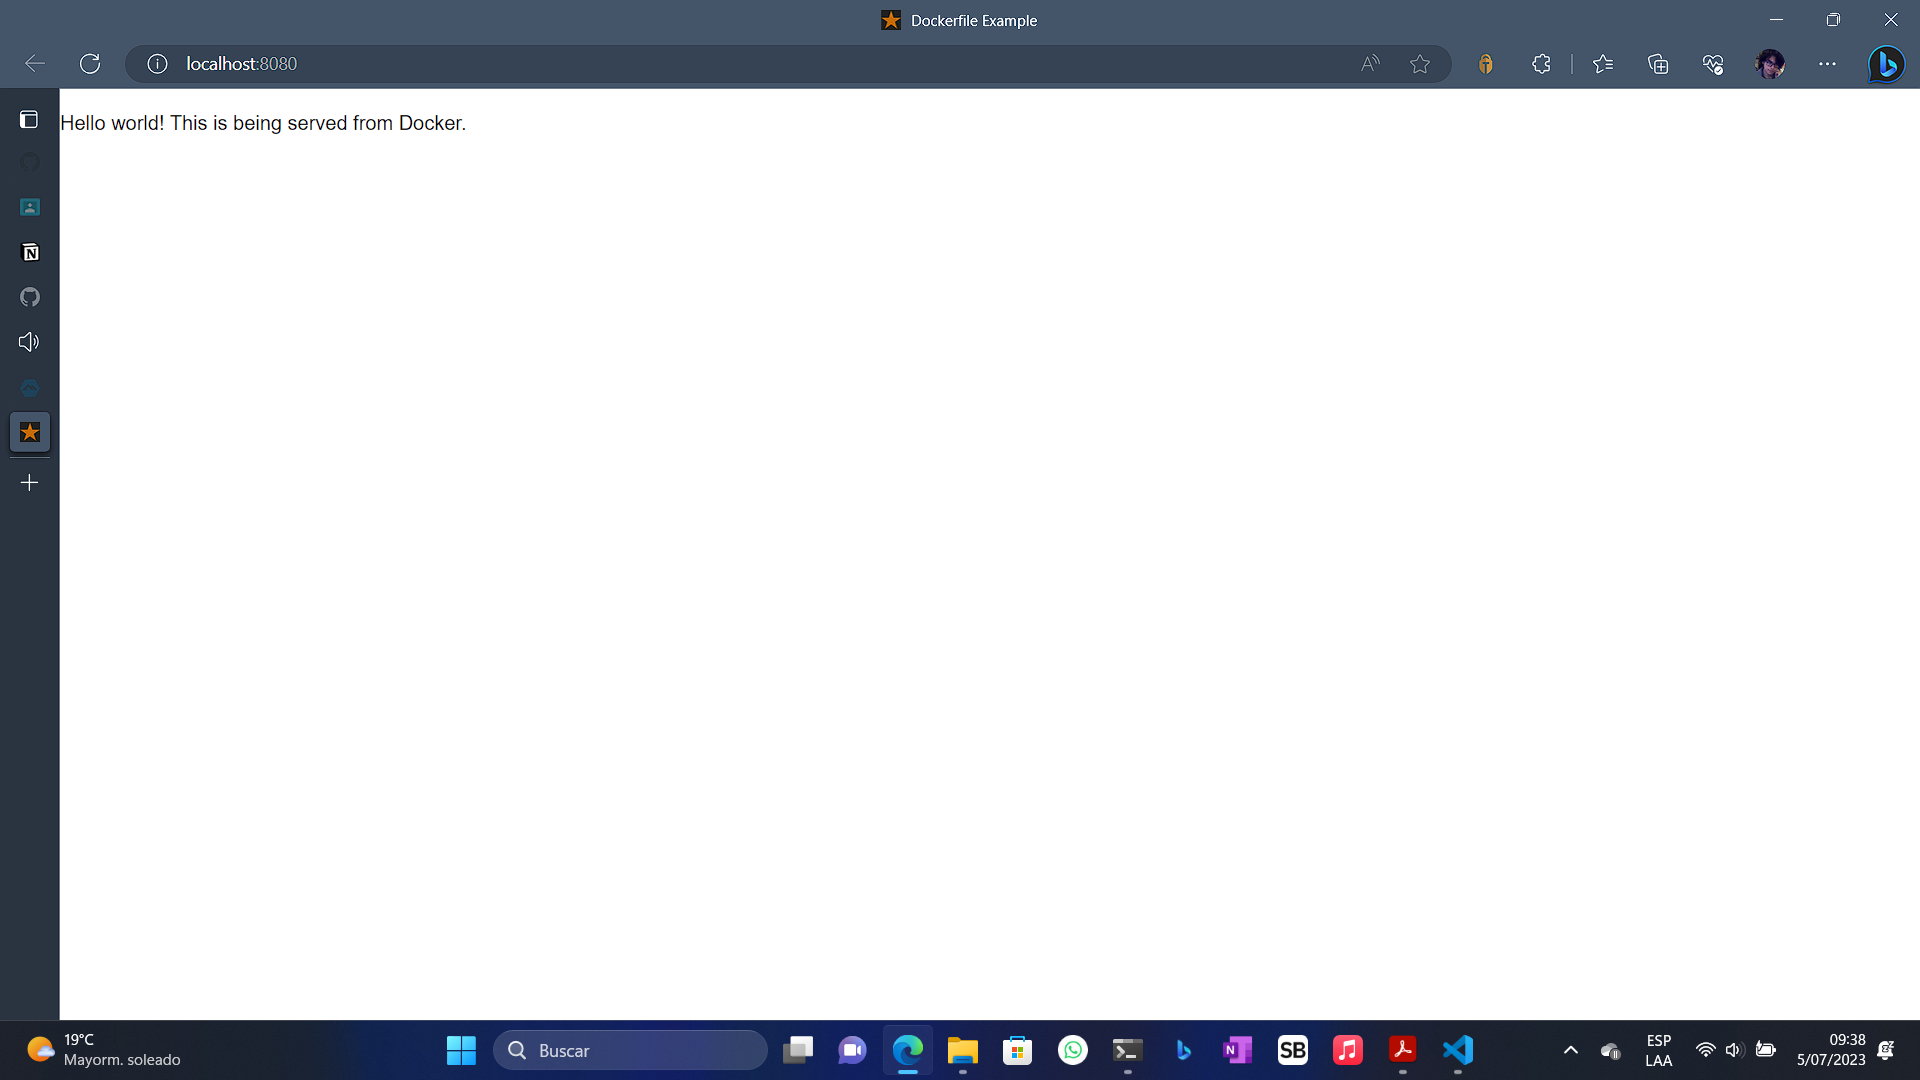 Dockerfile Example
localhost:8080
Hello world! This is being served from Docker.
19°C
Mayorm. soleado
Buscar
SB
ESP
LAA
09:38
5/07/2023